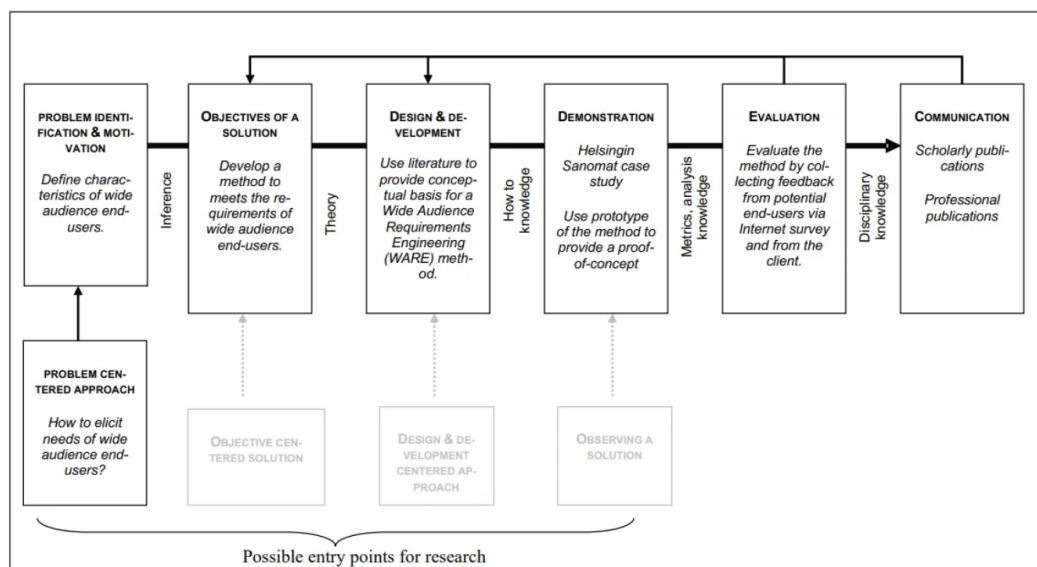 PROBLEM IDENTI-
FICATION & MOTI-
VATION
Define charac-
teristics of wide
audience end-
users.
Inference
OBJECTIVES OF A
SOLUTION
Develop a
method to
meets the re-
quirements of
wide audience
end-users.
Theory
DESIGN & DE-
VELOPMENT
Use literature to
provide concep-
tual basis for a
Wide Audience
Requirements
Engineering
(WARE) meth-
od.
How to
knowledge
DEMONSTRATION
Helsingin
Sanomat case
study
Use prototype
of the method to
provide a proof-
of-concept
Metrics, analysis
knowledge
EVALUATION
Evaluate the
method by col-
lecting feedback
from potential
end-users via
Internet survey
and from the
client.
Disciplinary
knowledge
COMMUNICATION
Scholarly publi-
cations
Professional
publications
PROBLEM CEN-
TERED APPROACH
How to elicit
needs of wide
audience end-
users?
OBJECTIVE CEN-
TERED SOLUTION
DESIGN & DE-
VELOPMENT
CENTERED AP-
PROACH
OBSERVING A
SOLUTION
Possible entry points for research